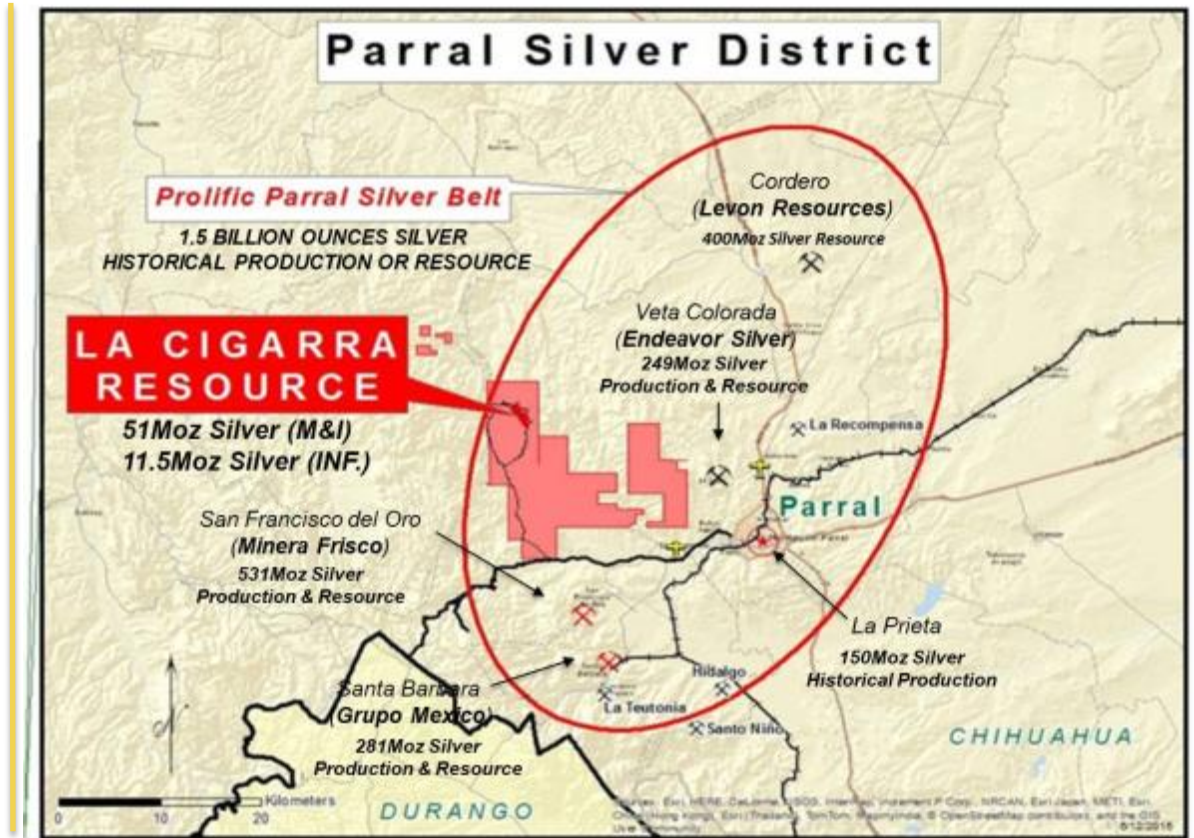 Parral Silver District
Prolific Parral Silver Belt
1.5 BILLION OUNCES SILVER
HISTORICAL PRODUCTION OR RESOURCE
Cordero
(Levon Resources)
400Moz Silver Resource
Veta Colorada
(Endeavor Silver)
249Moz Silver
Production & Resource
LA CIGARRA
RESOURCE
51Moz Silver (M&I)
11.5Moz Silver (INF.)
La Recompensa
Parral
San Francisco del Oro
(Minera Frisco)
531Moz Silver
Production & Resource
La Prieta
150Moz Silver
Historical Production
Santa Barbara
(Grupo Mexico)
281Moz Silver
Production & Resource
Hidalgo
La Teutonia
Santo Niño
CHIHUAHUA
DURANGO
Kilometers
0 10 20
User Community